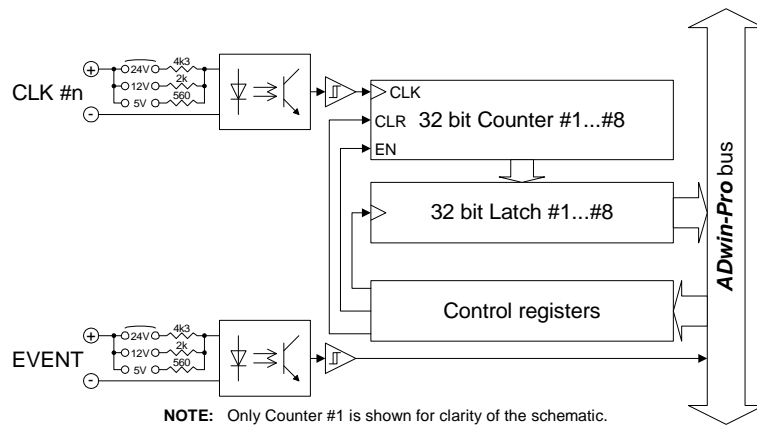 24V
4k3
12V
2k
5V
560
CLK #n
CLK
CLR
EN
32 bit Counter #1...#8
32 bit Latch #1...#8
Control registers
ADwin-Pro bus
24V
4k3
12V
2k
5V
560
EVENT
NOTE: Only Counter #1 is shown for clarity of the schematic.